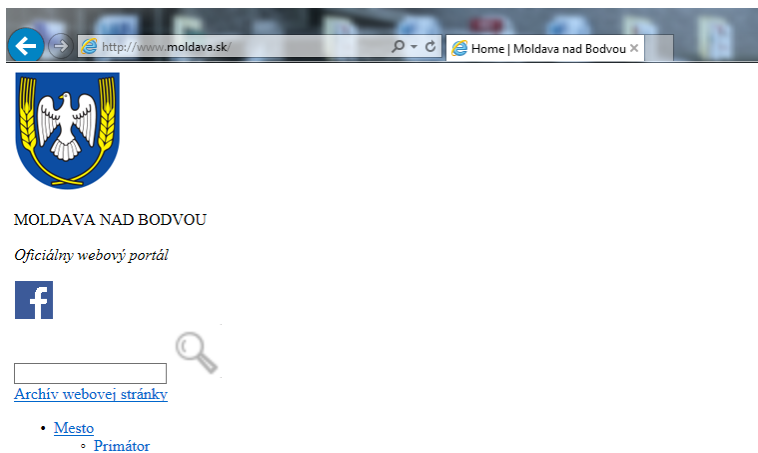 http://www.moldava.sk/
Home | Moldava nad Bodvou
MOLDAVA NAD BODVOU
Oficiálny webový portál
f
Archív webovej stránky
• Mesto
◦ Primátor